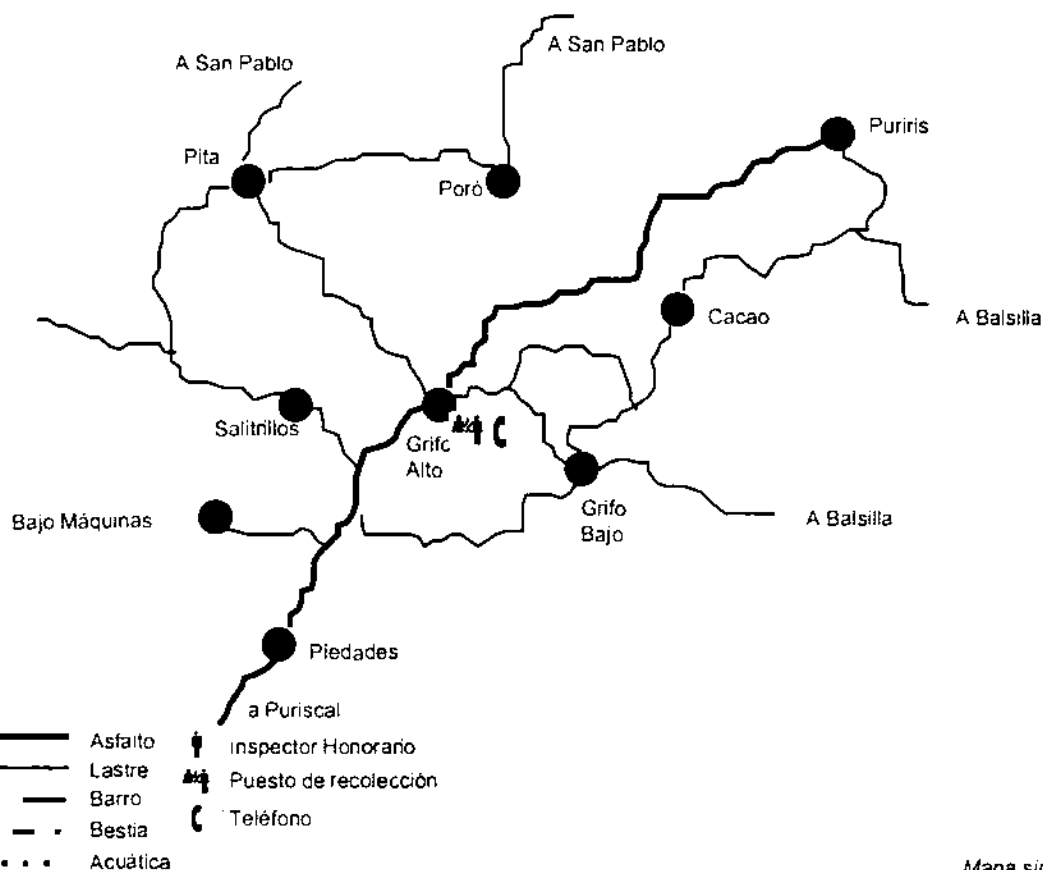 A San Pablo
A San Pablo
Puriris
Pita
Poró
A Balsilla
Cacao
Salitrillos
Grifo
Alto
Bajo Máquinas
Grifo
Bajo
A Balsilla
Piedades
a Puriscal
Asfalto
Inspector Honorario
Lastre
Puesto de recolección
Barro
Teléfono
Bestia
Acuática
Mapa